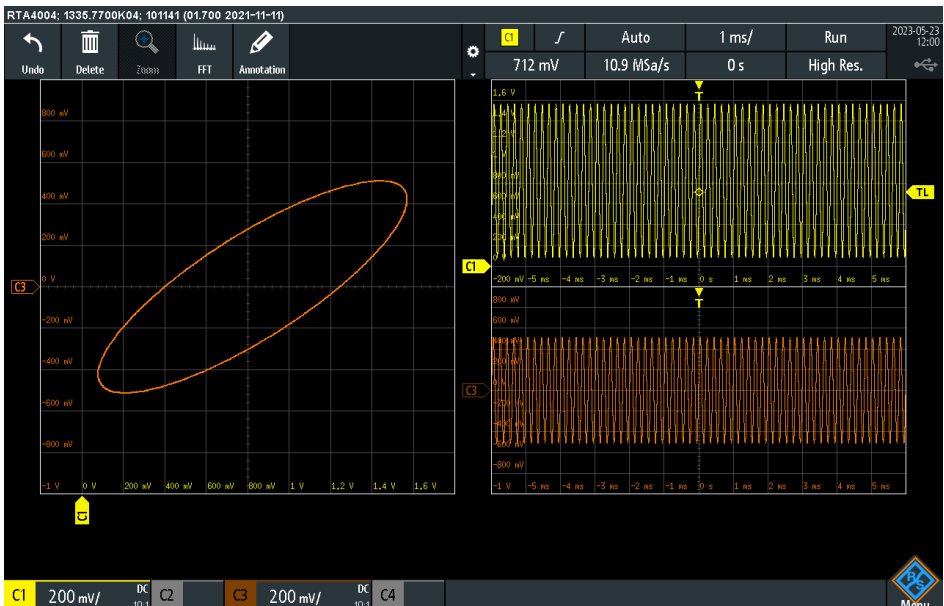 RTA4004; 1335.7700K04; 101141 (01.700 2021-11-11)
Undo
Delete
Zoom
FFT
Annotation
C1
Auto
1 ms/
Run
2023-05-23
12:00
712 mV
10.9 MSa/s
0 s
High Res.
800 mV
600 mV
400 mV
200 mV
C3
0 V
-200 mV
-400 mV
-600 mV
-800 mV
-1 V
0 V
200 mV
400 mV
600 mV
800 mV
1 V
1.2 V
1.4 V
1.6 V
C1
T
1.6 V
TL
C1
-200 mV
-5 ms
-4 ms
-3 ms
-2 ms
-1 ms
0 s
1 ms
2 ms
3 ms
4 ms
5 ms
T
800 mV
600 mV
C3
-800 mV
-1 V
-5 ms
-4 ms
-3 ms
-2 ms
-1 ms
0 s
1 ms
2 ms
3 ms
4 ms
5 ms
C1
200 mV/
DC
10:1
C2
C3
200 mV/
DC
10:1
C4
R&S
Menu